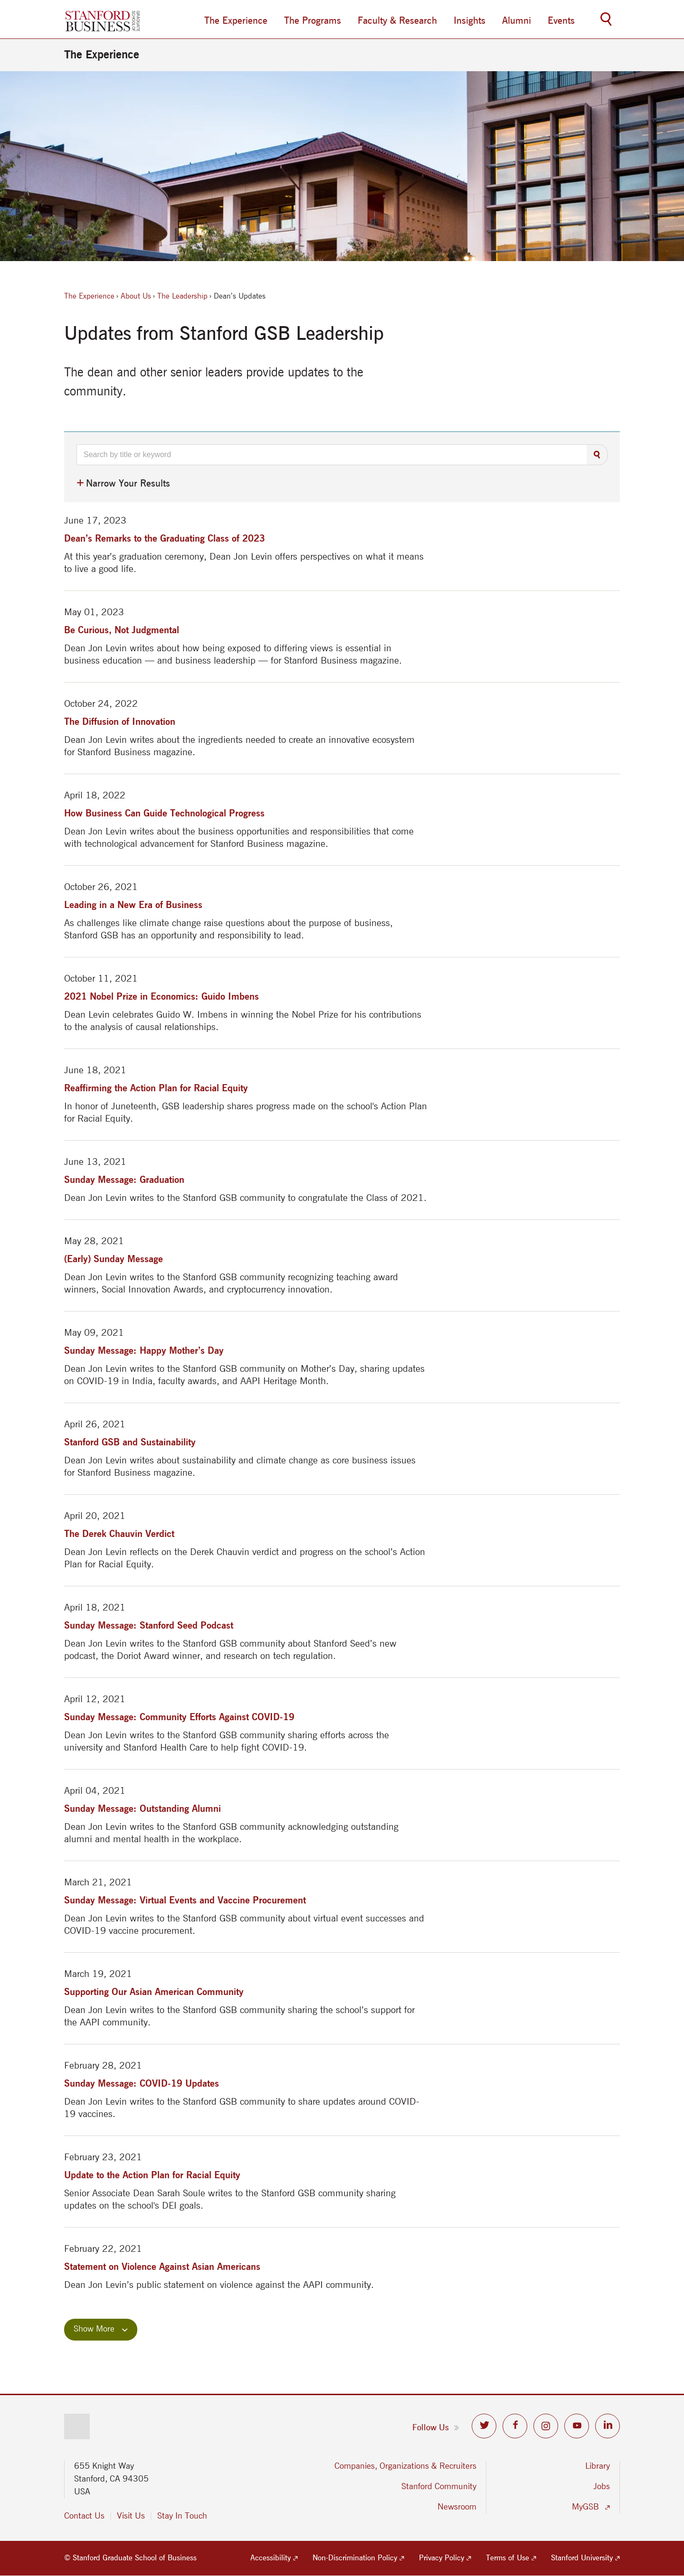 STANFORD
BUSINESS
The Experience
The Programs
Faculty & Research
Insights
Alumni
Events
The Experience
The Experience › About Us › The Leadership › Dean’s Updates
Updates from Stanford GSB Leadership
The dean and other senior leaders provide updates to the
community.
Search by title or keyword
+ Narrow Your Results
June 17, 2023
Dean’s Remarks to the Graduating Class of 2023
At this year’s graduation ceremony, Dean Jon Levin offers perspectives on what it means
to live a good life.
May 01, 2023
Be Curious, Not Judgmental
Dean Jon Levin writes about how being exposed to differing views is essential in
business education — and business leadership — for Stanford Business magazine.
October 24, 2022
The Diffusion of Innovation
Dean Jon Levin writes about the ingredients needed to create an innovative ecosystem
for Stanford Business magazine.
April 18, 2022
How Business Can Guide Technological Progress
Dean Jon Levin writes about the business opportunities and responsibilities that come
with technological advancement for Stanford Business magazine.
October 26, 2021
Leading in a New Era of Business
As challenges like climate change raise questions about the purpose of business,
Stanford GSB has an opportunity and responsibility to lead.
October 11, 2021
2021 Nobel Prize in Economics: Guido Imbens
Dean Levin celebrates Guido W. Imbens in winning the Nobel Prize for his contributions
to the analysis of causal relationships.
June 18, 2021
Reaffirming the Action Plan for Racial Equity
In honor of Juneteenth, GSB leadership shares progress made on the school's Action Plan
for Racial Equity.
June 13, 2021
Sunday Message: Graduation
Dean Jon Levin writes to the Stanford GSB community to congratulate the Class of 2021.
May 28, 2021
(Early) Sunday Message
Dean Jon Levin writes to the Stanford GSB community recognizing teaching award
winners, Social Innovation Awards, and cryptocurrency innovation.
May 09, 2021
Sunday Message: Happy Mother’s Day
Dean Jon Levin writes to the Stanford GSB community on Mother’s Day, sharing updates
on COVID-19 in India, faculty awards, and AAPI Heritage Month.
April 26, 2021
Stanford GSB and Sustainability
Dean Jon Levin writes about sustainability and climate change as core business issues
for Stanford Business magazine.
April 20, 2021
The Derek Chauvin Verdict
Dean Jon Levin reflects on the Derek Chauvin verdict and progress on the school’s Action
Plan for Racial Equity.
April 18, 2021
Sunday Message: Stanford Seed Podcast
Dean Jon Levin writes to the Stanford GSB community about Stanford Seed’s new
podcast, the Doriot Award winner, and research on tech regulation.
April 12, 2021
Sunday Message: Community Efforts Against COVID-19
Dean Jon Levin writes to the Stanford GSB community sharing efforts across the
university and Stanford Health Care to help fight COVID-19.
April 04, 2021
Sunday Message: Outstanding Alumni
Dean Jon Levin writes to the Stanford GSB community acknowledging outstanding
alumni and mental health in the workplace.
March 21, 2021
Sunday Message: Virtual Events and Vaccine Procurement
Dean Jon Levin writes to the Stanford GSB community about virtual event successes and
COVID-19 vaccine procurement.
March 19, 2021
Supporting Our Asian American Community
Dean Jon Levin writes to the Stanford GSB community sharing the school’s support for
the AAPI community.
February 28, 2021
Sunday Message: COVID-19 Updates
Dean Jon Levin writes to the Stanford GSB community to share updates around COVID-
19 vaccines.
February 23, 2021
Update to the Action Plan for Racial Equity
Senior Associate Dean Sarah Soule writes to the Stanford GSB community sharing
updates on the school's DEI goals.
February 22, 2021
Statement on Violence Against Asian Americans
Dean Jon Levin’s public statement on violence against the AAPI community.
Show More
Follow Us
655 Knight Way
Stanford, CA 94305
USA
Contact Us
Visit Us
Stay In Touch
Companies, Organizations & Recruiters
Stanford Community
Newsroom
Library
Jobs
MyGSB
© Stanford Graduate School of Business
Accessibility
Non-Discrimination Policy
Privacy Policy
Terms of Use
Stanford University